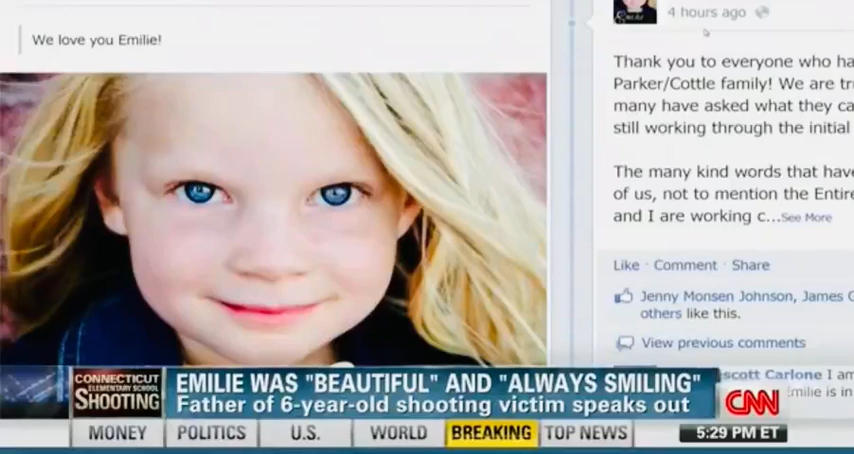 We love you Emilie!
4 hours ago
Thank you to everyone who ha
Parker/Cottle family! We are tr
many have asked what they ca
still working through the initial
The many kind words that have
of us, not to mention the Entire
and I are working c...See More
Like · Comment · Share
Jenny Monsen Johnson, James C
others like this.
View previous comments
scott Carlone I am
Emilie is in
CONNECTICUT
ELEMENTARY SCHOOL
SHOOTING
EMILIE WAS "BEAUTIFUL" AND "ALWAYS SMILING"
Father of 6-year-old shooting victim speaks out
CNN
MONEY POLITICS U.S. WORLD BREAKING TOP NEWS
5:29 PM ET